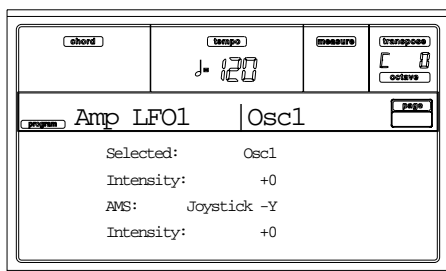 chord tempo measure transpose
♩= 120 C 0
octave
program Amp LFO1 Osc1 page
Selected: Osc1
Intensity: +0
AMS: Joystick -Y
Intensity: +0